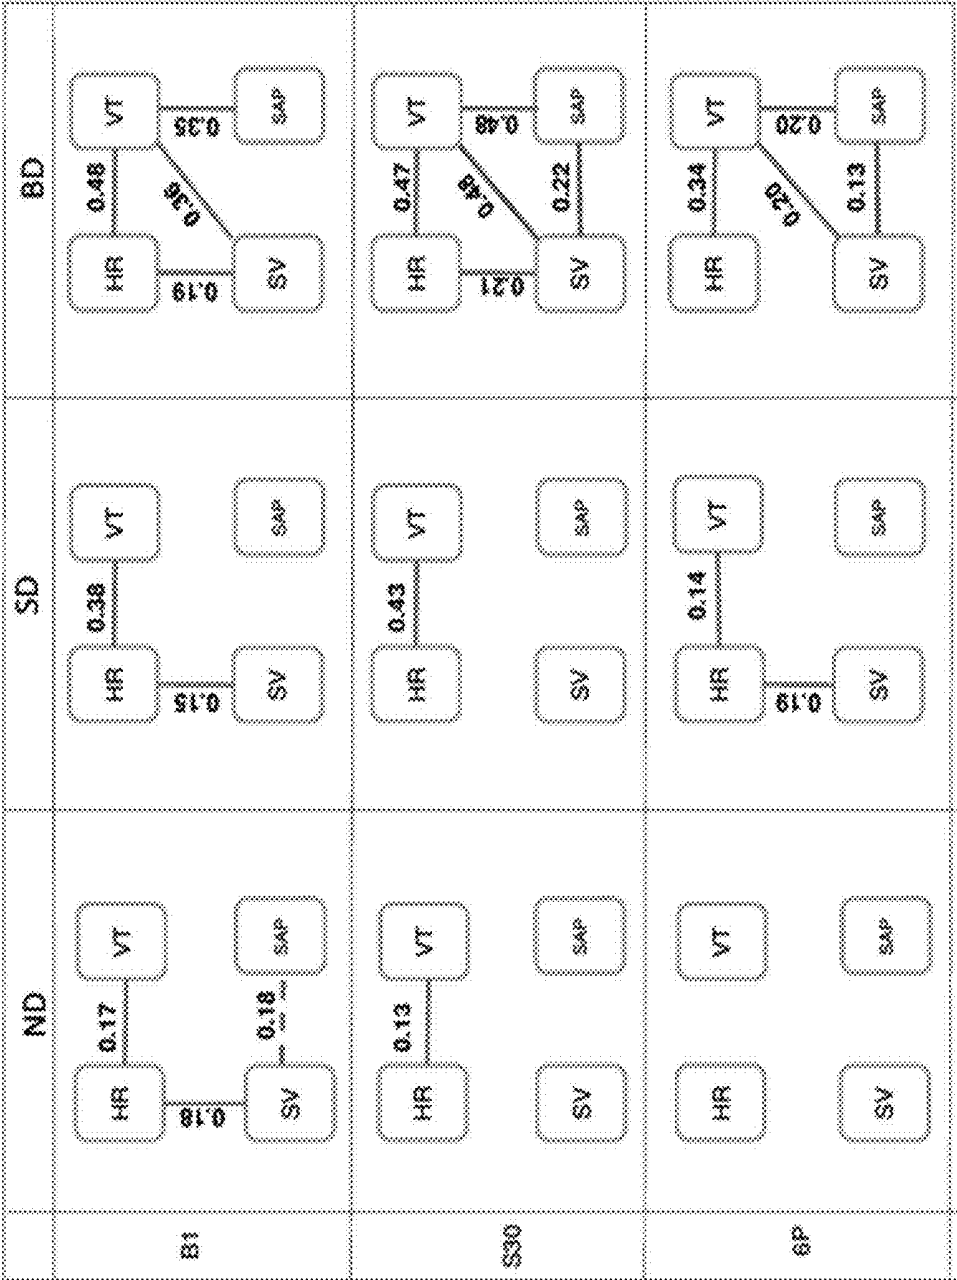 ND SD BD
B1
HR 0.17 VT
0.18
SV 0.18 SAP
HR 0.38 VT
0.15
SV SAP
HR 0.48 VT
0.19 0.36 0.35
SV SAP
S30
HR 0.13 VT
SV SAP
HR 0.43 VT
SV SAP
HR 0.47 VT
0.21 0.48 0.48
SV 0.22 SAP
6P
HR VT
SV SAP
HR 0.14 VT
0.19
SV SAP
HR 0.34 VT
0.20 0.20
SV 0.13 SAP